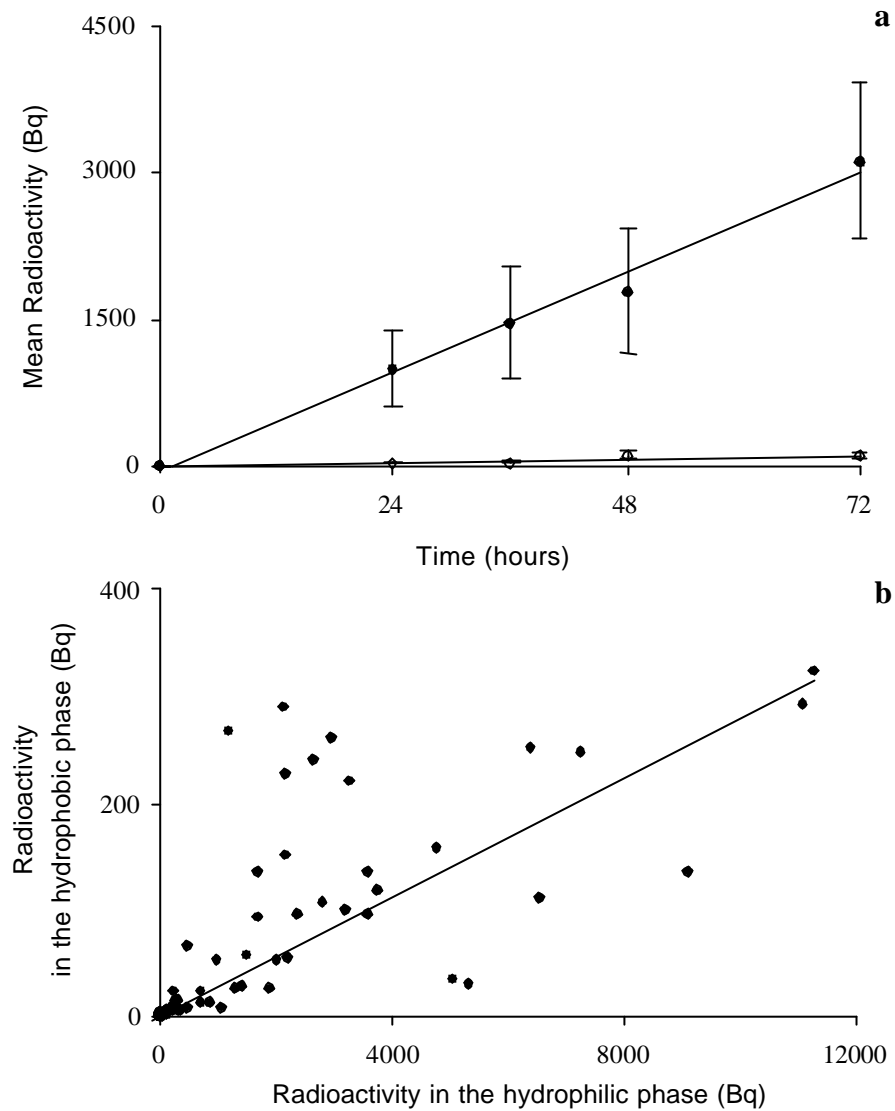 a
4500
3000
1500
0
Mean Radioactivity (Bq)
0 24 48 72
Time (hours)
b
400
200
0
Radioactivity
in the hydrophobic phase (Bq)
0 4000 8000 12000
Radioactivity in the hydrophilic phase (Bq)